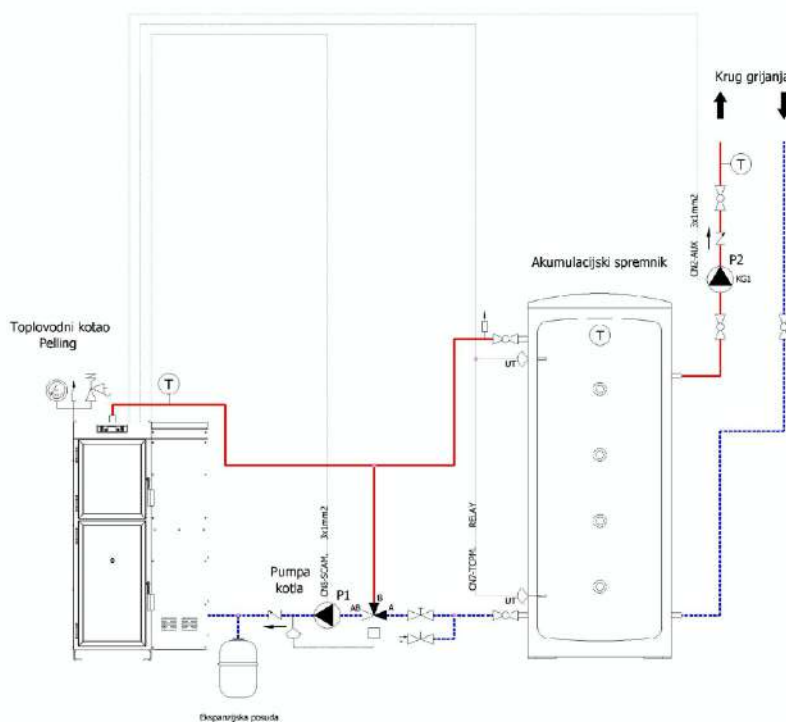 Krug grijanja
T
CN2-AUX 3x1mm2
P2
KG1
Akumulacijski spremnik
Toplovodni kotao
Pelling
T
T
UT
CN8-SCAM, 3x1mm2
CN2-TCPM, RELAY
Pumpa
kotla
P1
B
AB
A
UT
Ekspanzijska posuda